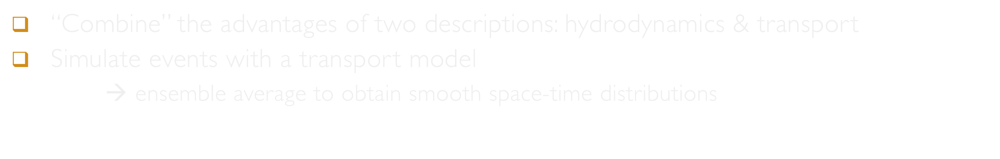 “Combine” the advantages of two descriptions: hydrodynamics & transport
Simulate events with a transport model
→ ensemble average to obtain smooth space-time distributions